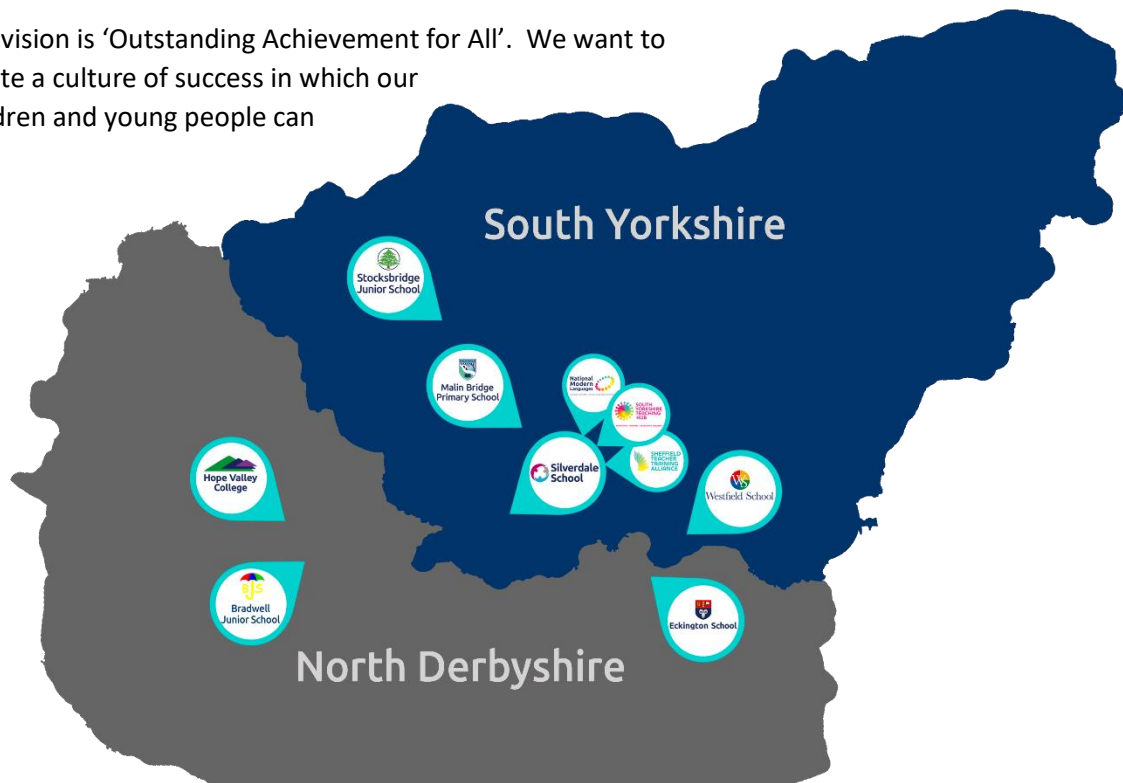 vision is ‘Outstanding Achievement for All’.  We want to
te a culture of success in which our
dren and young people can
South Yorkshire
Stocksbridge
Junior School
Malin Bridge
Primary School
National
Modern
Languages
SOUTH
YORKSHIRE
TEACHING
HUB
Silverdale
School
SHEFFIELD
TEACHER
TRAINING
ALLIANCE
Hope Valley
College
WS
Westfield School
BJS
Bradwell
Junior School
Eckington School
North Derbyshire